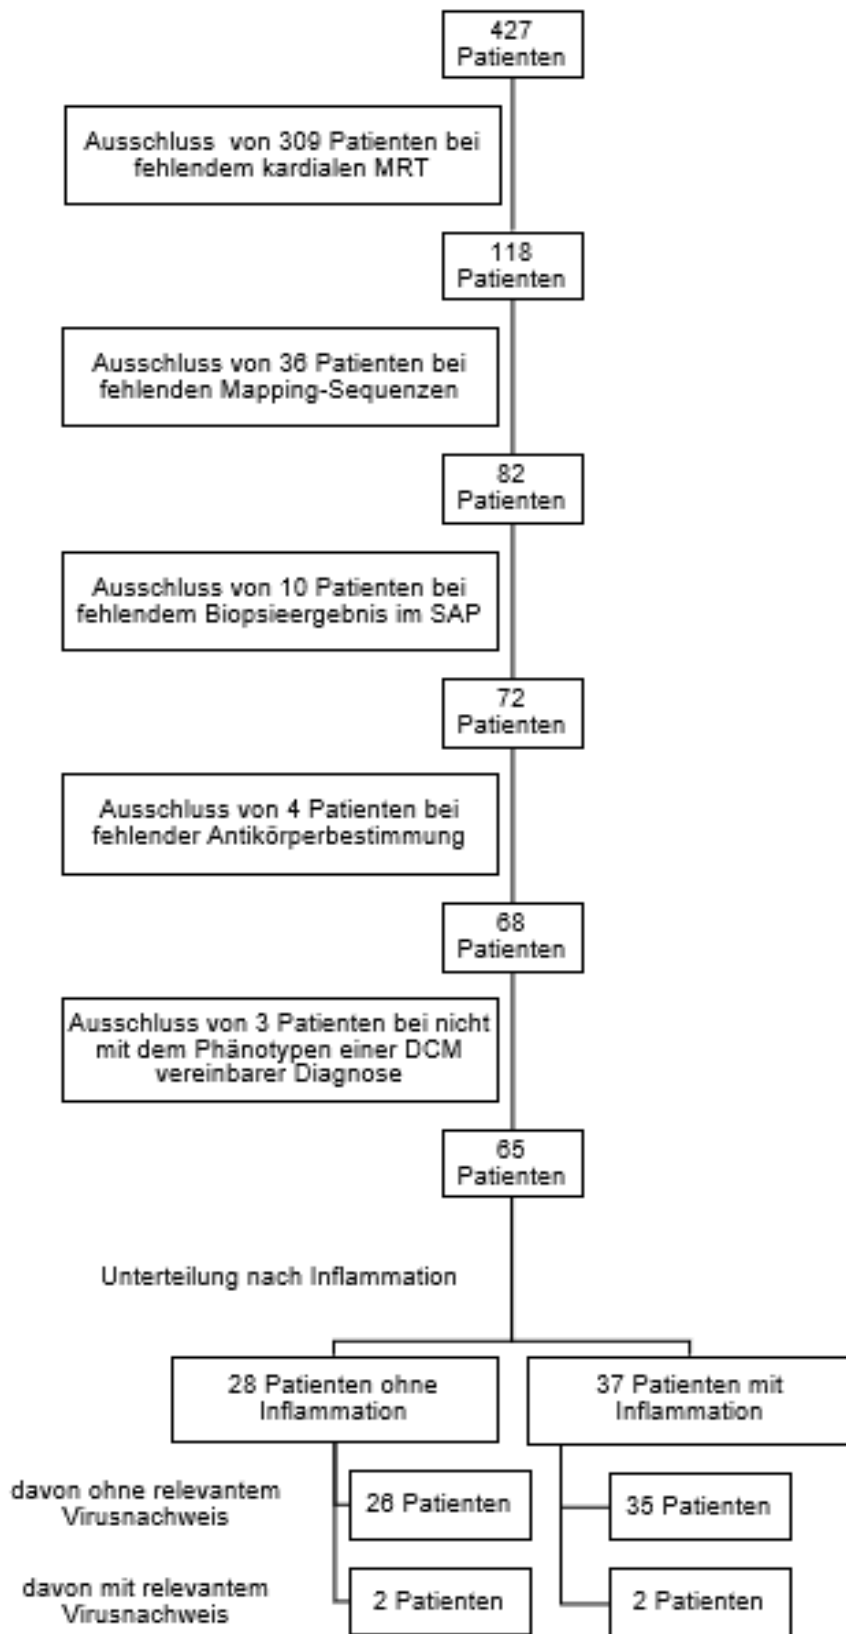 427
Patienten
Ausschluss von 309 Patienten bei
fehlendem kardialen MRT
118
Patienten
Ausschluss von 36 Patienten bei
fehlenden Mapping-Sequenzen
82
Patienten
Ausschluss von 10 Patienten bei
fehlendem Biopsieergebnis im SAP
72
Patienten
Ausschluss von 4 Patienten bei
fehlender Antikörperbestimmung
68
Patienten
Ausschluss von 3 Patienten bei nicht
mit dem Phänotypen einer DCM
vereinbarer Diagnose
65
Patienten
Unterteilung nach Inflammation
28 Patienten ohne
Inflammation
37 Patienten mit
Inflammation
davon ohne relevantem
Virusnachweis
26 Patienten
35 Patienten
davon mit relevantem
Virusnachweis
2 Patienten
2 Patienten